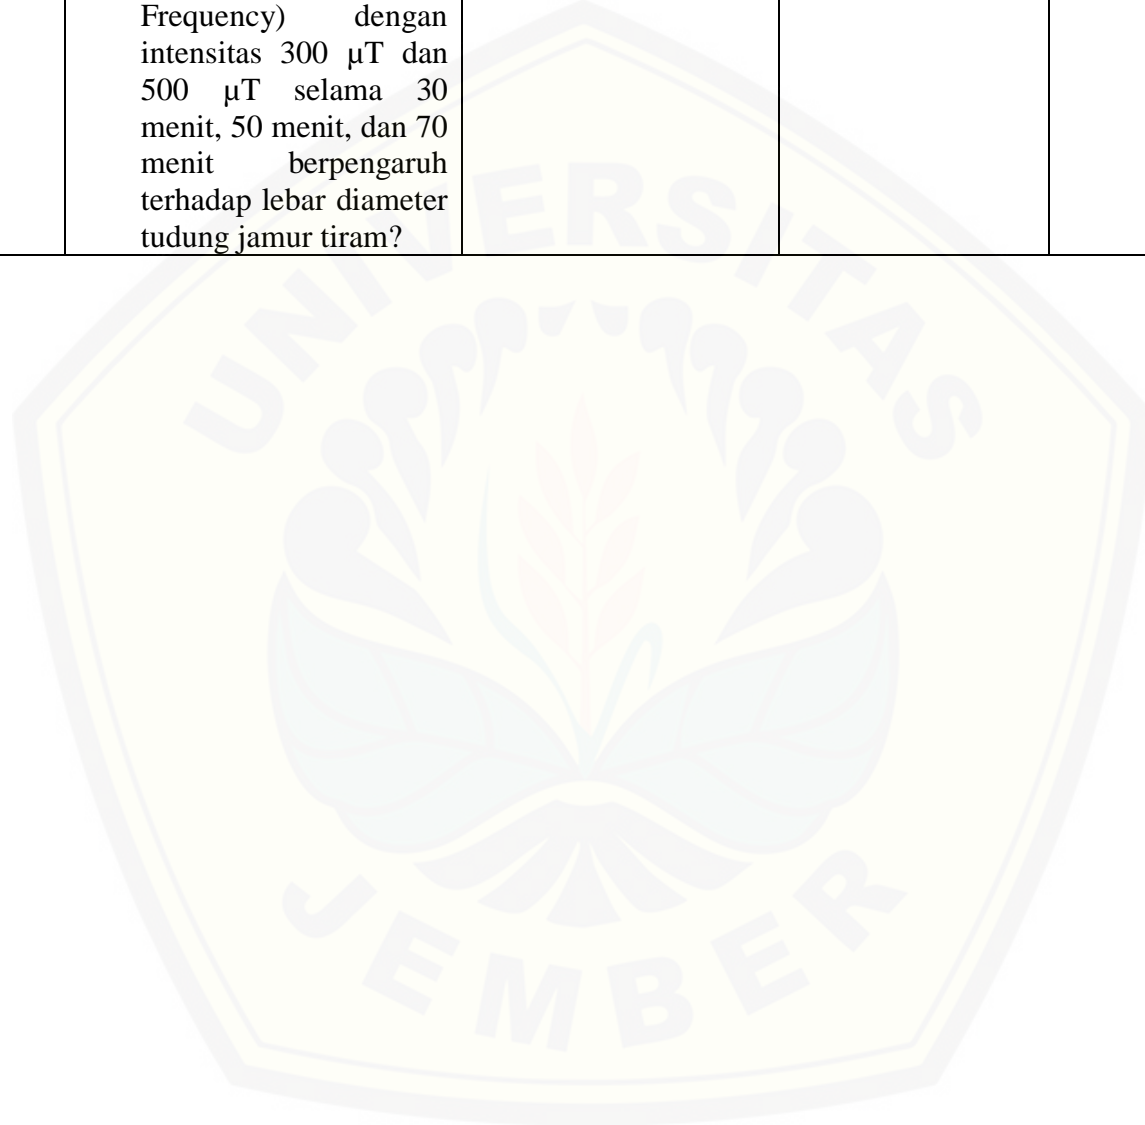 Frequency) dengan
intensitas 300 µT dan
500 µT selama 30
menit, 50 menit, dan 70
menit berpengaruh
terhadap lebar diameter
tudung jamur tiram?
UNIVERSITAS
JEMBER